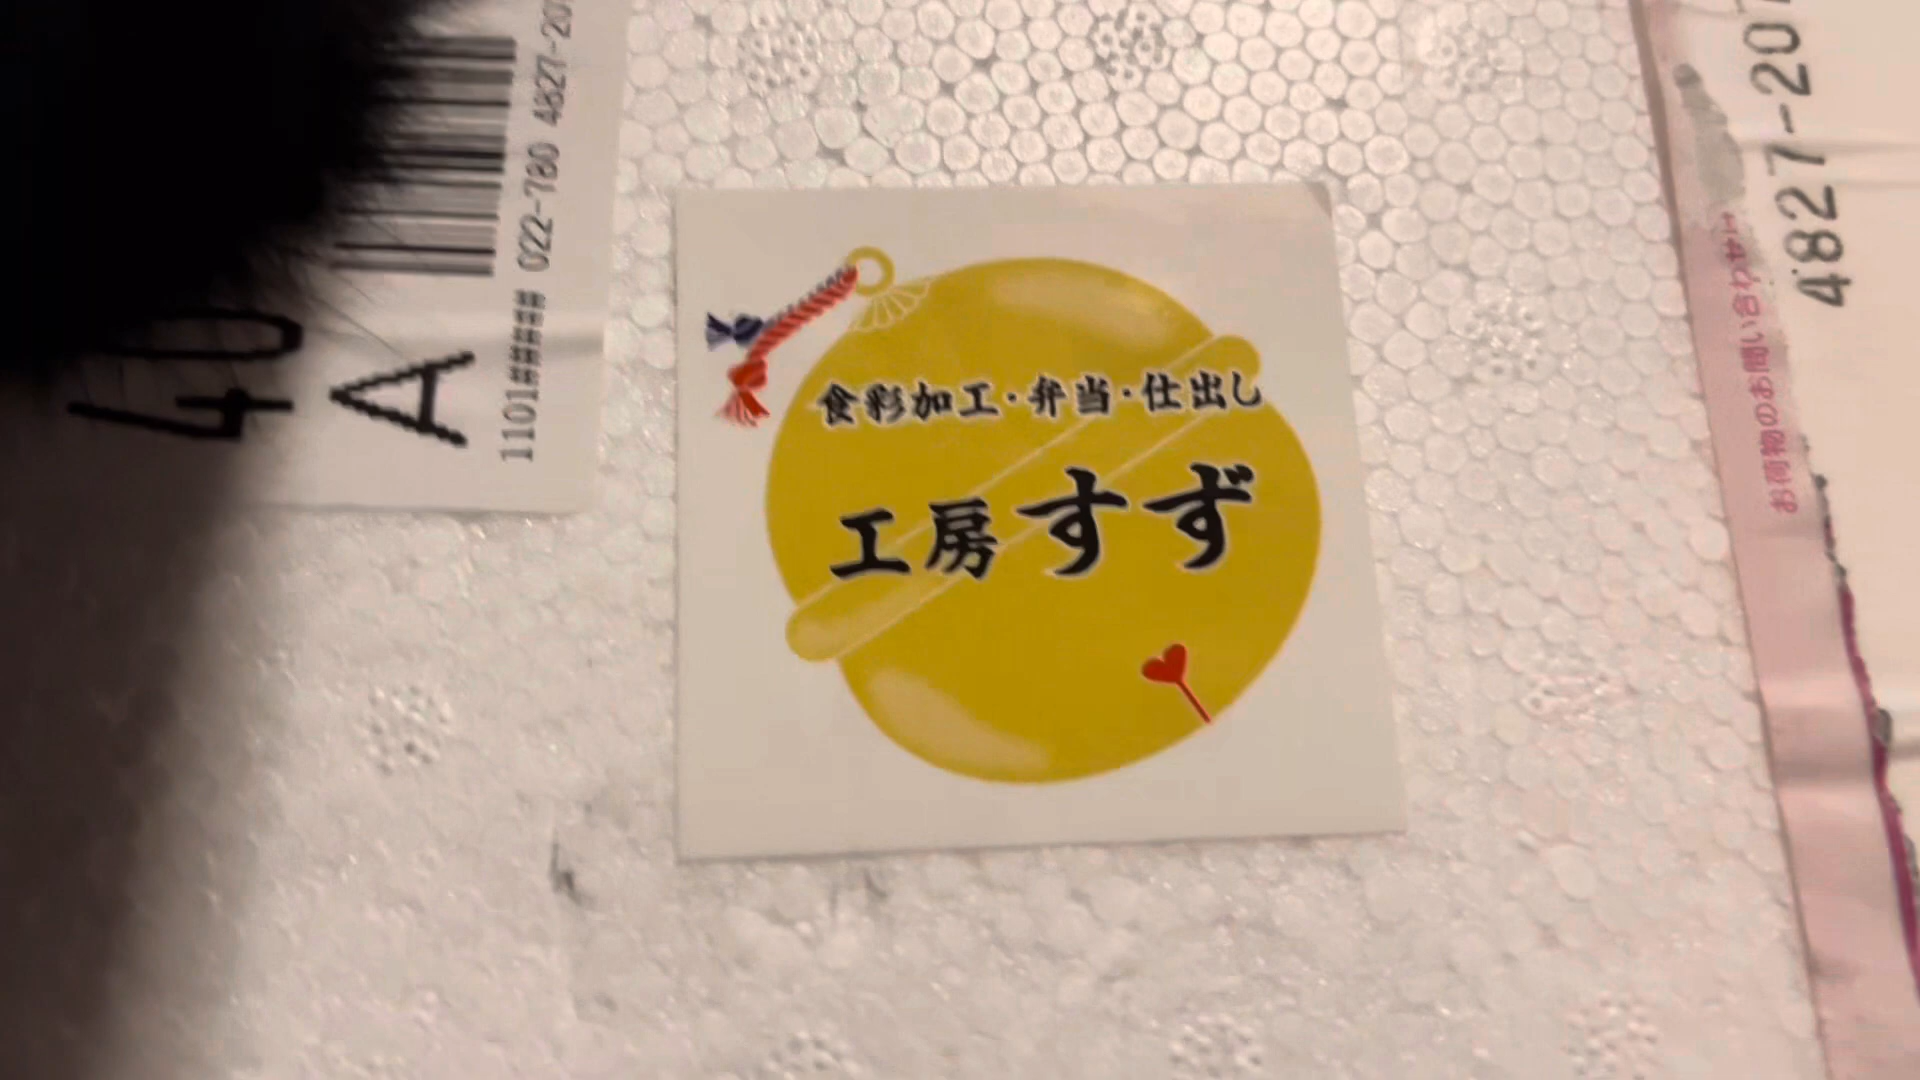 食彩加工・弁当・仕出し
工房すず
40
A
1101##### 022-780 4827-20
4827-20
お荷物のお問い合わせ